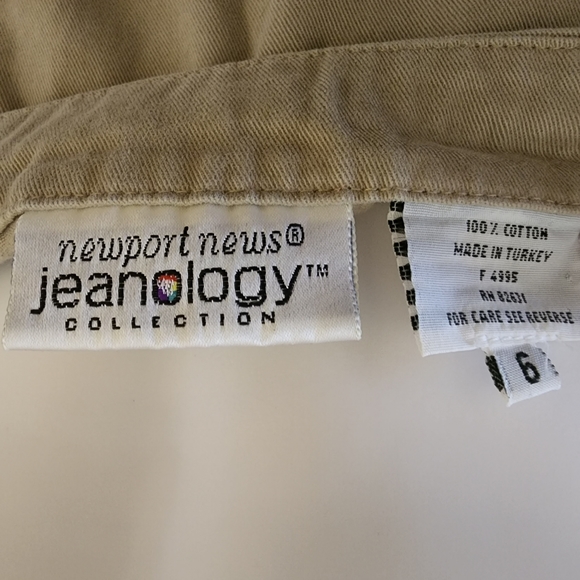 newport news®
jeanology™
COLLECTION
100% COTTON
MADE IN TURKEY
F 4995
RN 82631
FOR CARE SEE REVERSE
6